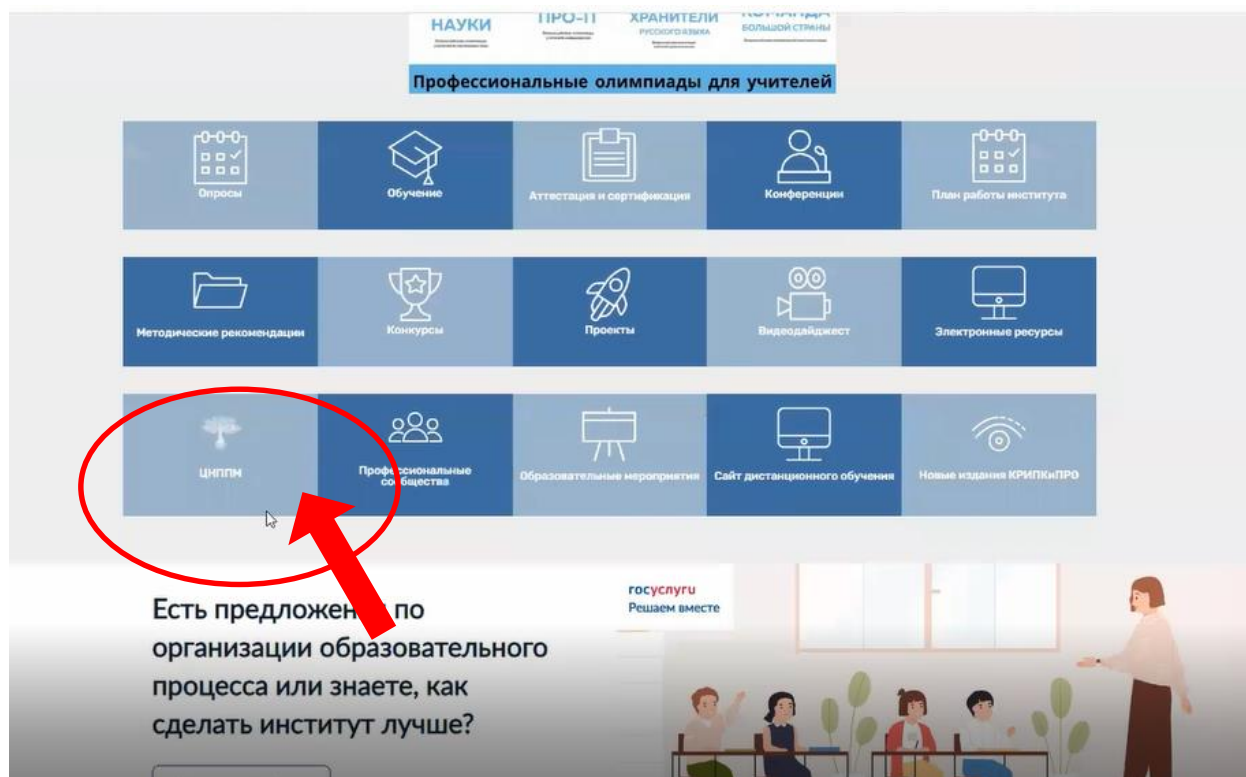 НАУКИ
ПРО-IT
ХРАНИТЕЛИ
РУССКОГО ЯЗЫКА
КОМАНДА
БОЛЬШОЙ СТРАНЫ
Профессиональные олимпиады для учителей
Опросы
Обучение
Аттестация и сертификация
Конференции
План работы института
Методические рекомендации
Конкурсы
Проекты
Видеодайджест
Электронные ресурсы
ЦНППМ
Профессиональные
сообщества
Образовательные мероприятия
Сайт дистанционного обучения
Новые издания КРИПКиПРО
Есть предложения по
организации образовательного
процесса или знаете, как
сделать институт лучше?
госуслуги
Решаем вместе